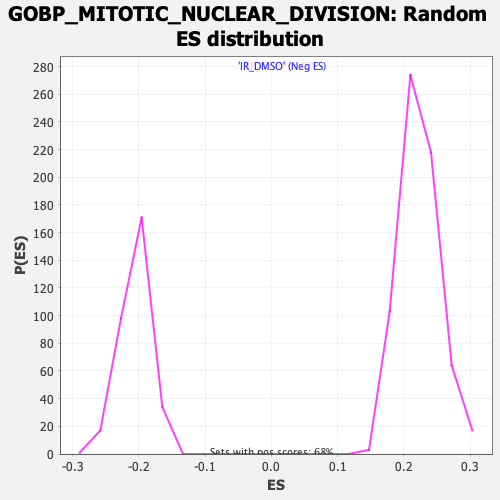 GOBP_MITOTIC_NUCLEAR_DIVISION: Random
ES distribution
'IR_DMSO' (Neg ES)
280
260
240
220
200
180
160
140
120
100
80
60
40
20
0
P(ES)
Sets with pos scores: 68%
-0.3 -0.2 -0.1 0.0 0.1 0.2 0.3
ES